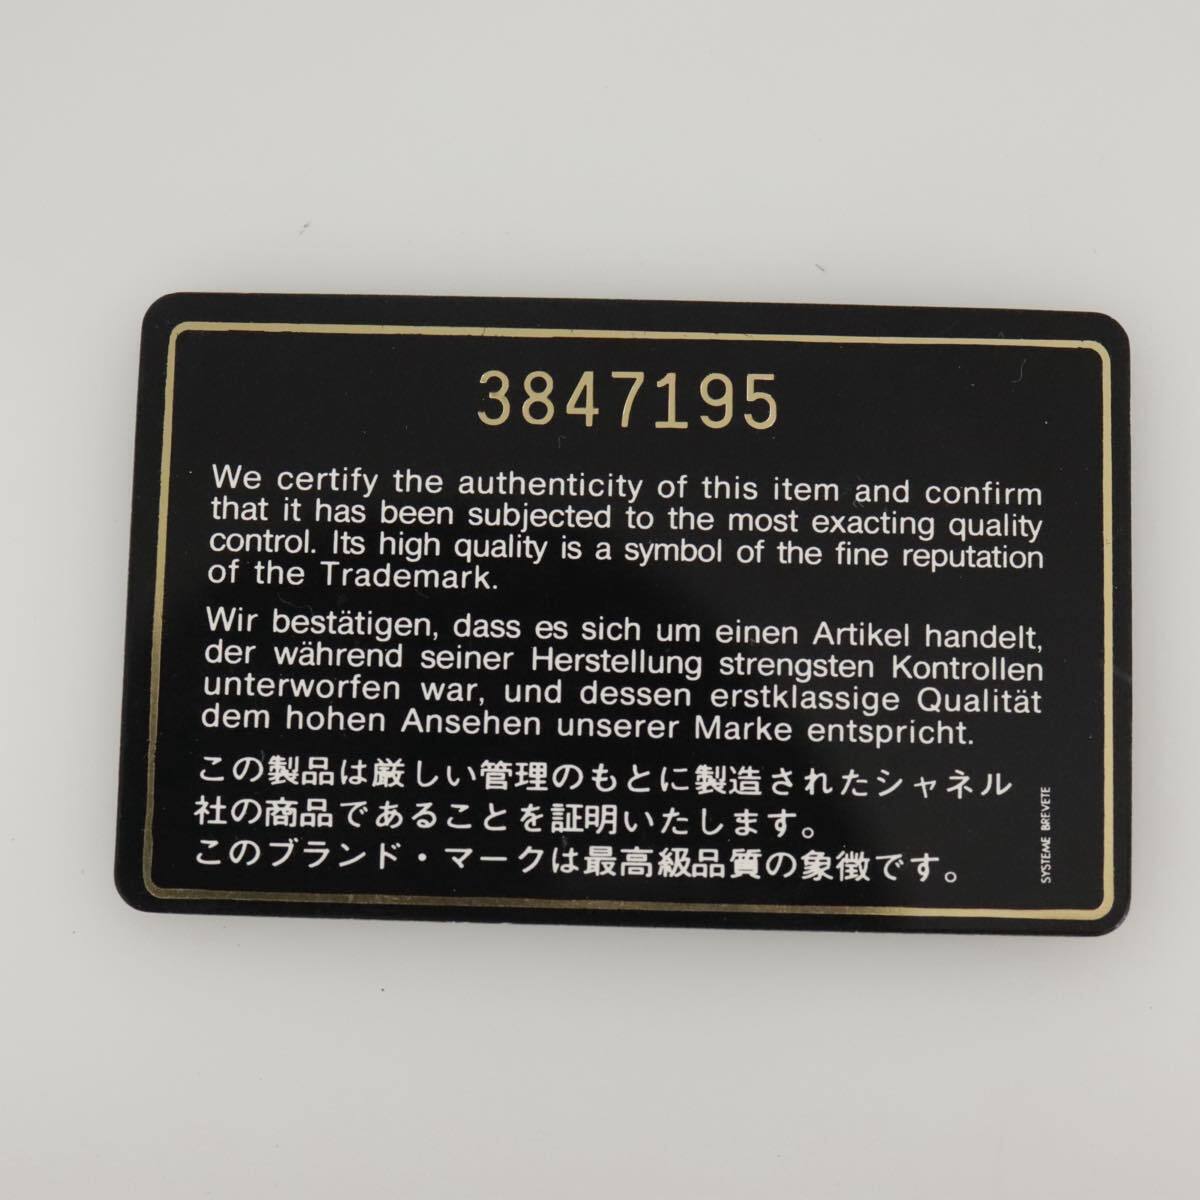 3847195
We certify the authenticity of this item and confirm
that it has been subjected to the most exacting quality
control. Its high quality is a symbol of the fine reputation
of the Trademark.
Wir bestätigen, dass es sich um einen Artikel handelt,
der während seiner Herstellung strengsten Kontrollen
unterworfen war, und dessen erstklassige Qualität
dem hohen Ansehen unserer Marke entspricht.
この製品は厳しい管理のもとに製造されたシャネル
社の商品であることを証明いたします。
このブランド・マークは最高級品質の象徴です。
SYSTEME BREVETE